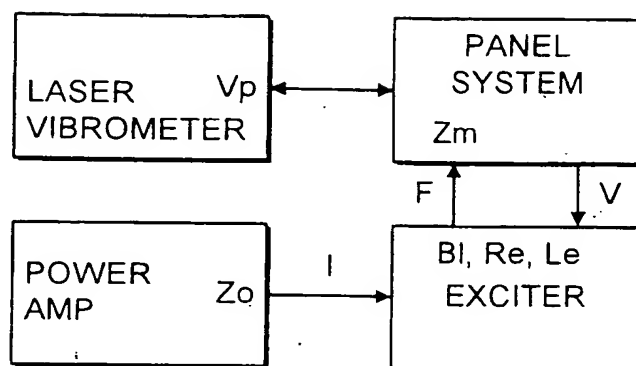 LASER
VIBROMETER
Vp
PANEL
SYSTEM
Zm
F
V
POWER
AMP
Zo
I
Bl, Re, Le
EXCITER